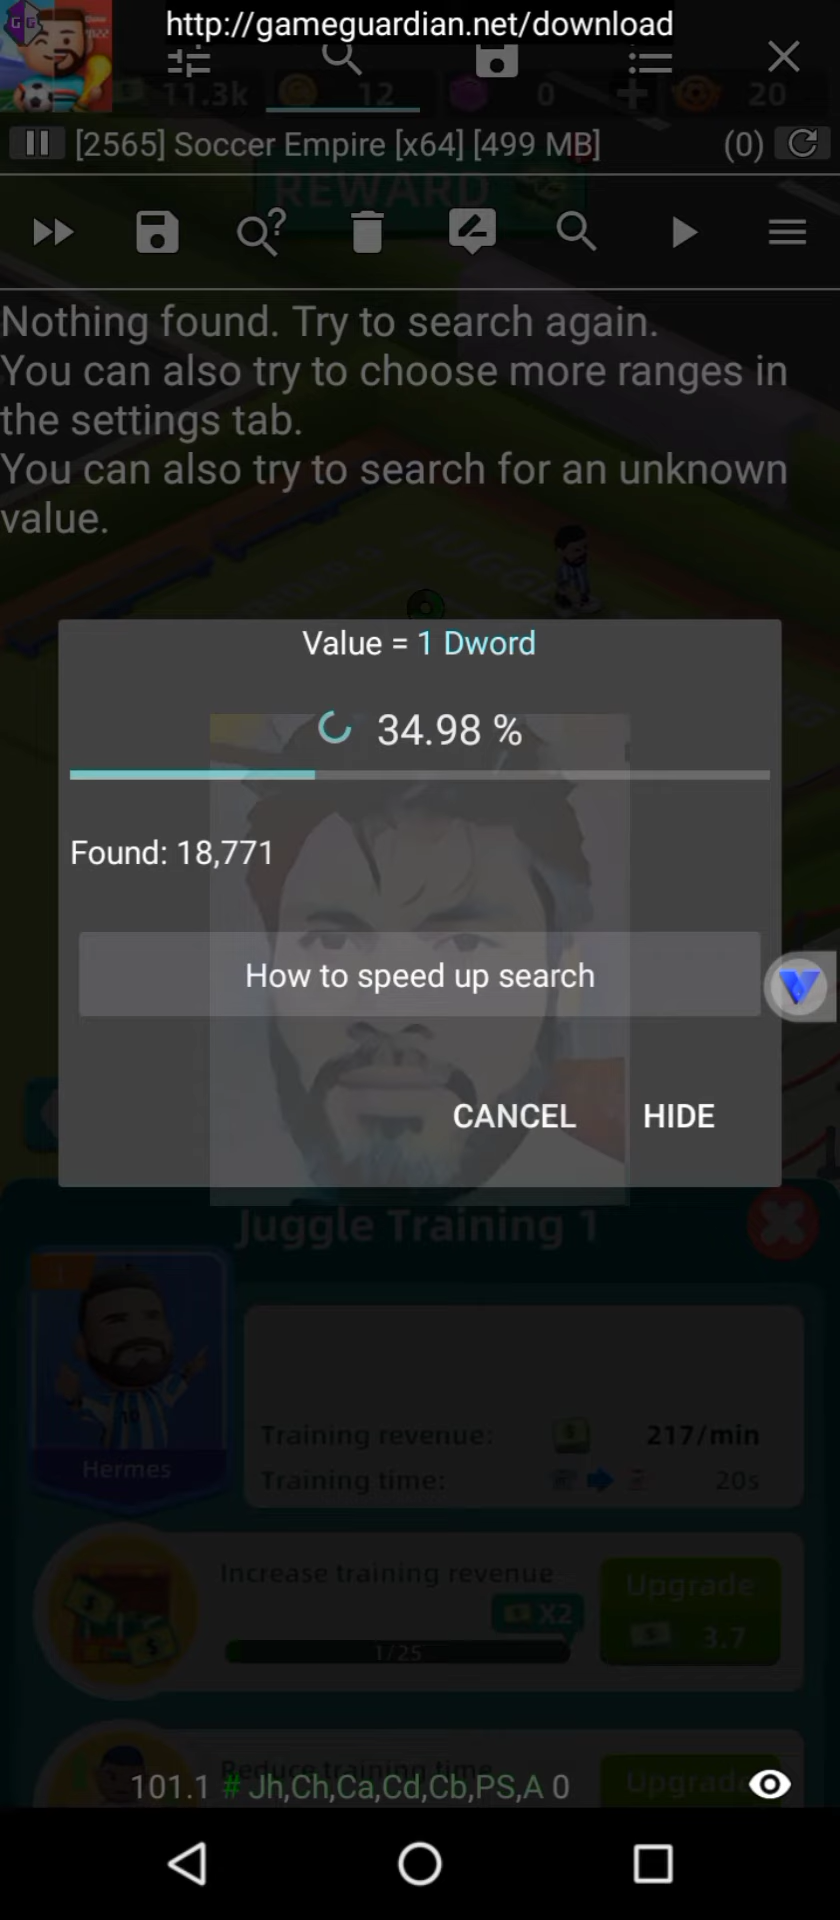 http://gameguardian.net/download
11.3k 12 0 20
[2565] Soccer Empire [x64] [499 MB] (0)
REWARD
Nothing found. Try to search again.
You can also try to choose more ranges in
the settings tab.
You can also try to search for an unknown
value.
Value = 1 Dword
34.98 %
Found: 18,771
How to speed up search
CANCEL HIDE
Juggle Training 1
Training revenue: 217/min
Hermes
Training time: 20s
Increase training revenue
Upgrade
X2
3.7
1/25
Reduce training time
Upgrade
101.1 # Jh,Ch,Ca,Cd,Cb,PS,A 0